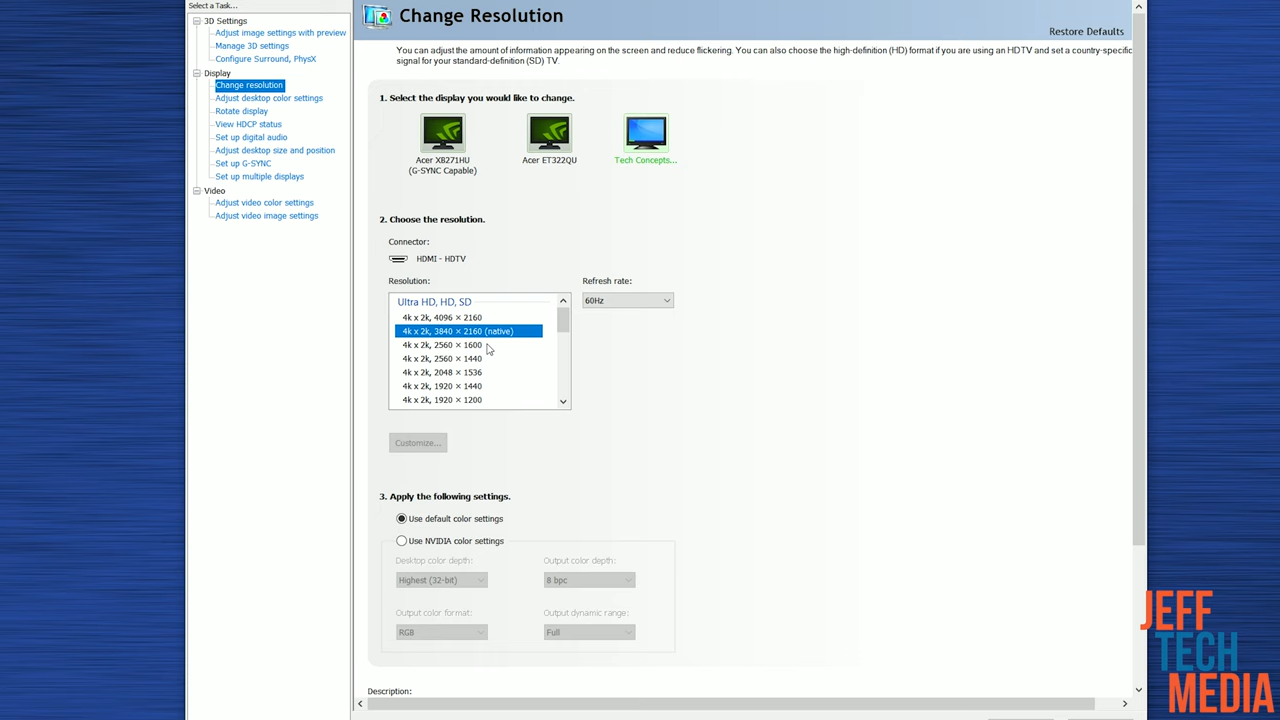 Select a Task...
3D Settings
Adjust image settings with preview
Manage 3D settings
Configure Surround, PhysX
Display
Change resolution
Adjust desktop color settings
Rotate display
View HDCP status
Set up digital audio
Adjust desktop size and position
Set up G-SYNC
Set up multiple displays
Video
Adjust video color settings
Adjust video image settings
Change Resolution
Restore Defaults
You can adjust the amount of information appearing on the screen and reduce flickering. You can also choose the high-definition (HD) format if you are using an HDTV and set a country-specific
signal for your standard-definition (SD) TV.
1. Select the display you would like to change.
Acer XB271HU
(G-SYNC Capable)
Acer ET322QU
Tech Concepts...
2. Choose the resolution.
Connector:
HDMI - HDTV
Resolution:
Refresh rate:
Ultra HD, HD, SD
4k x 2k, 4096 × 2160
4k x 2k, 3840 × 2160 (native)
4k x 2k, 2560 × 1600
4k x 2k, 2560 × 1440
4k x 2k, 2048 × 1536
4k x 2k, 1920 × 1440
4k x 2k, 1920 × 1200
60Hz
Customize...
3. Apply the following settings.
Use default color settings
Use NVIDIA color settings
Desktop color depth:
Output color depth:
Highest (32-bit)
8 bpc
Output color format:
Output dynamic range:
RGB
Full
Description:
JEFF
TECH
MEDIA